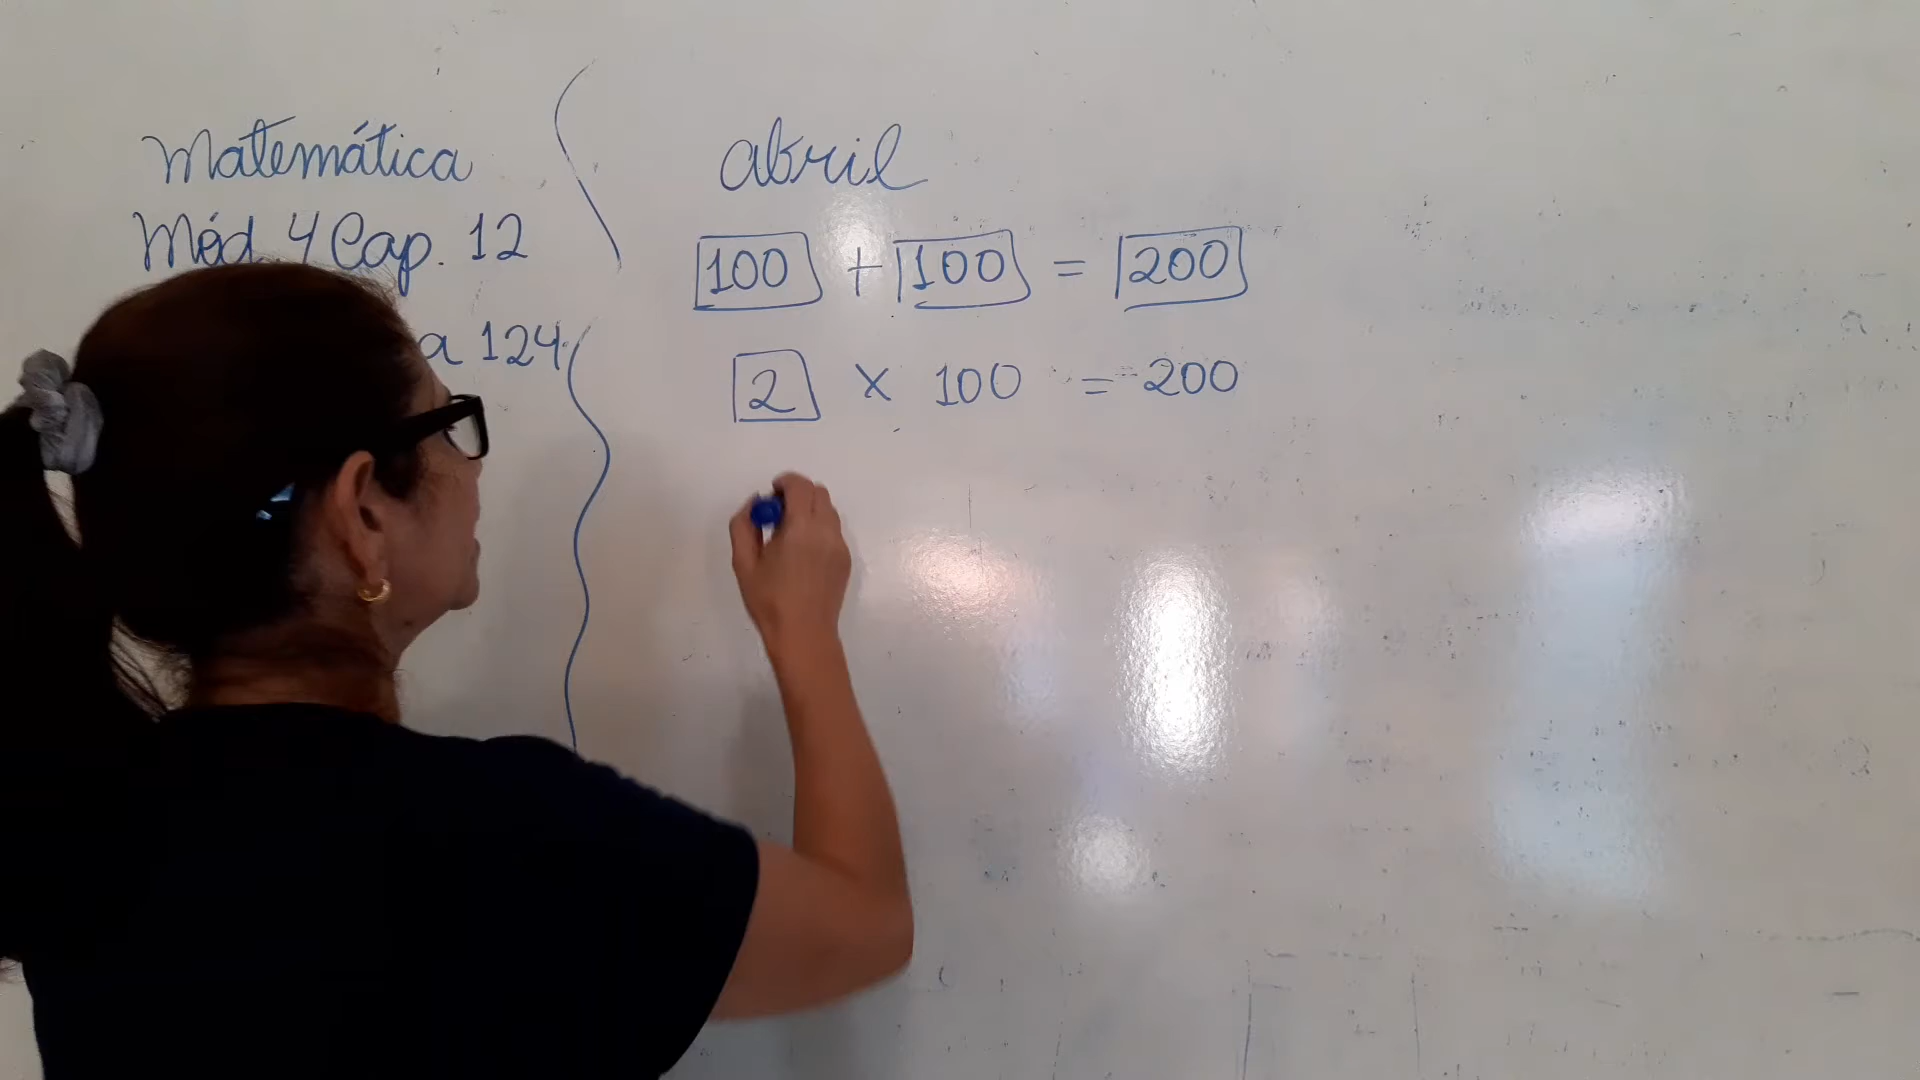 Matemática
Mód. 4 Cap. 12
a 124
abril
100 + 100 = 200
2 x 100 = 200